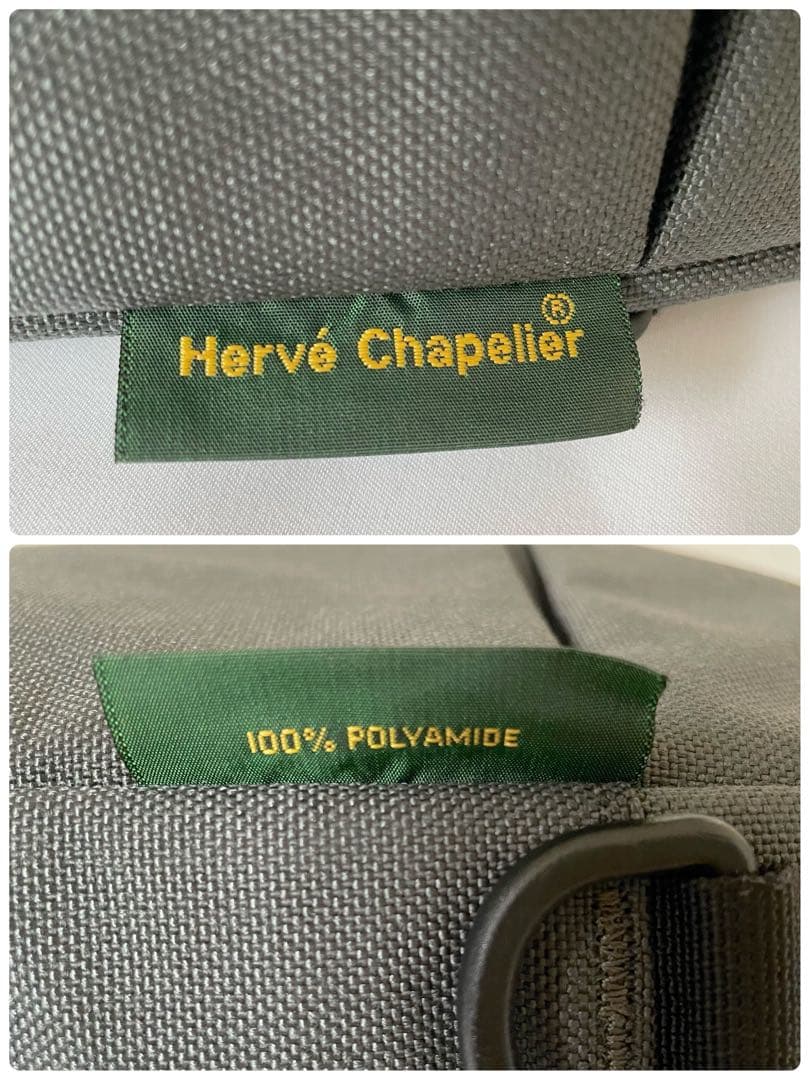 Hervé Chapelier®
100% POLYAMIDE